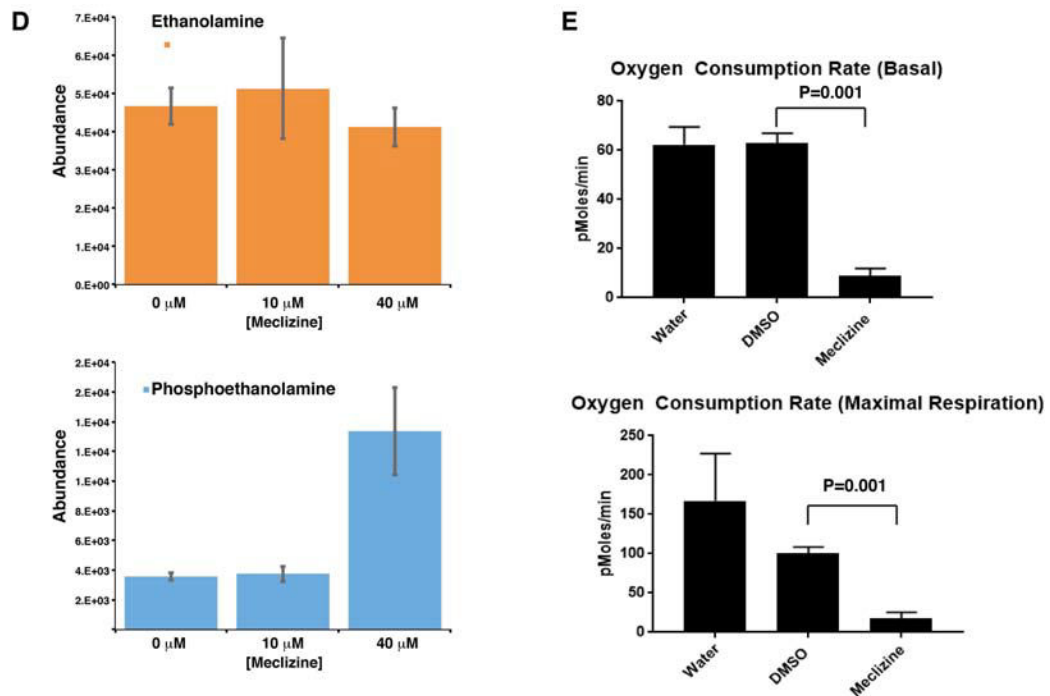 D
Ethanolamine
Abundance
7.E+04
6.E+04
5.E+04
4.E+04
3.E+04
2.E+04
1.E+04
0.E+00
0 μM 10 μM 40 μM
[Meclizine]
Phosphoethanolamine
Abundance
2.E+04
2.E+04
1.E+04
1.E+04
1.E+04
8.E+03
6.E+03
4.E+03
2.E+03
0 μM 10 μM 40 μM
[Meclizine]
E
Oxygen Consumption Rate (Basal)
P=0.001
pMoles/min
80
60
40
20
0
Water DMSO Meclizine
Oxygen Consumption Rate (Maximal Respiration)
P=0.001
pMoles/min
250
200
150
100
50
0
Water DMSO Meclizine